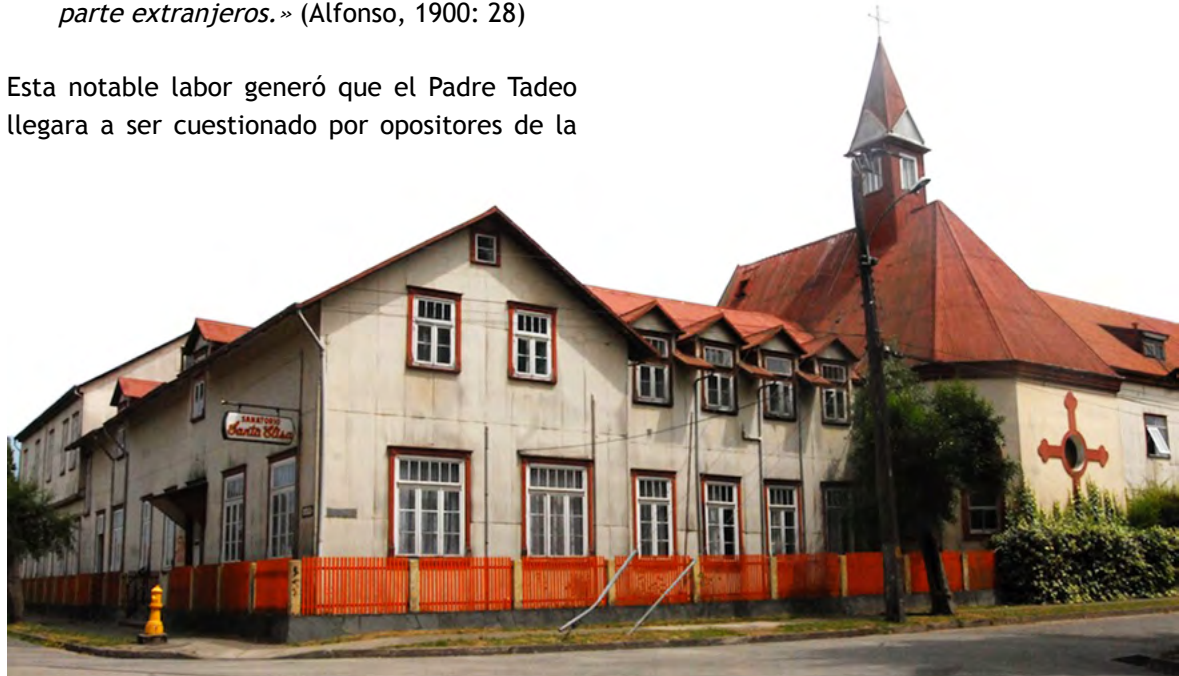 parte extranjeros.» (Alfonso, 1900: 28)
Esta notable labor generó que el Padre Tadeo
llegara a ser cuestionado por opositores de la
SANATORIO
Santa Elisa